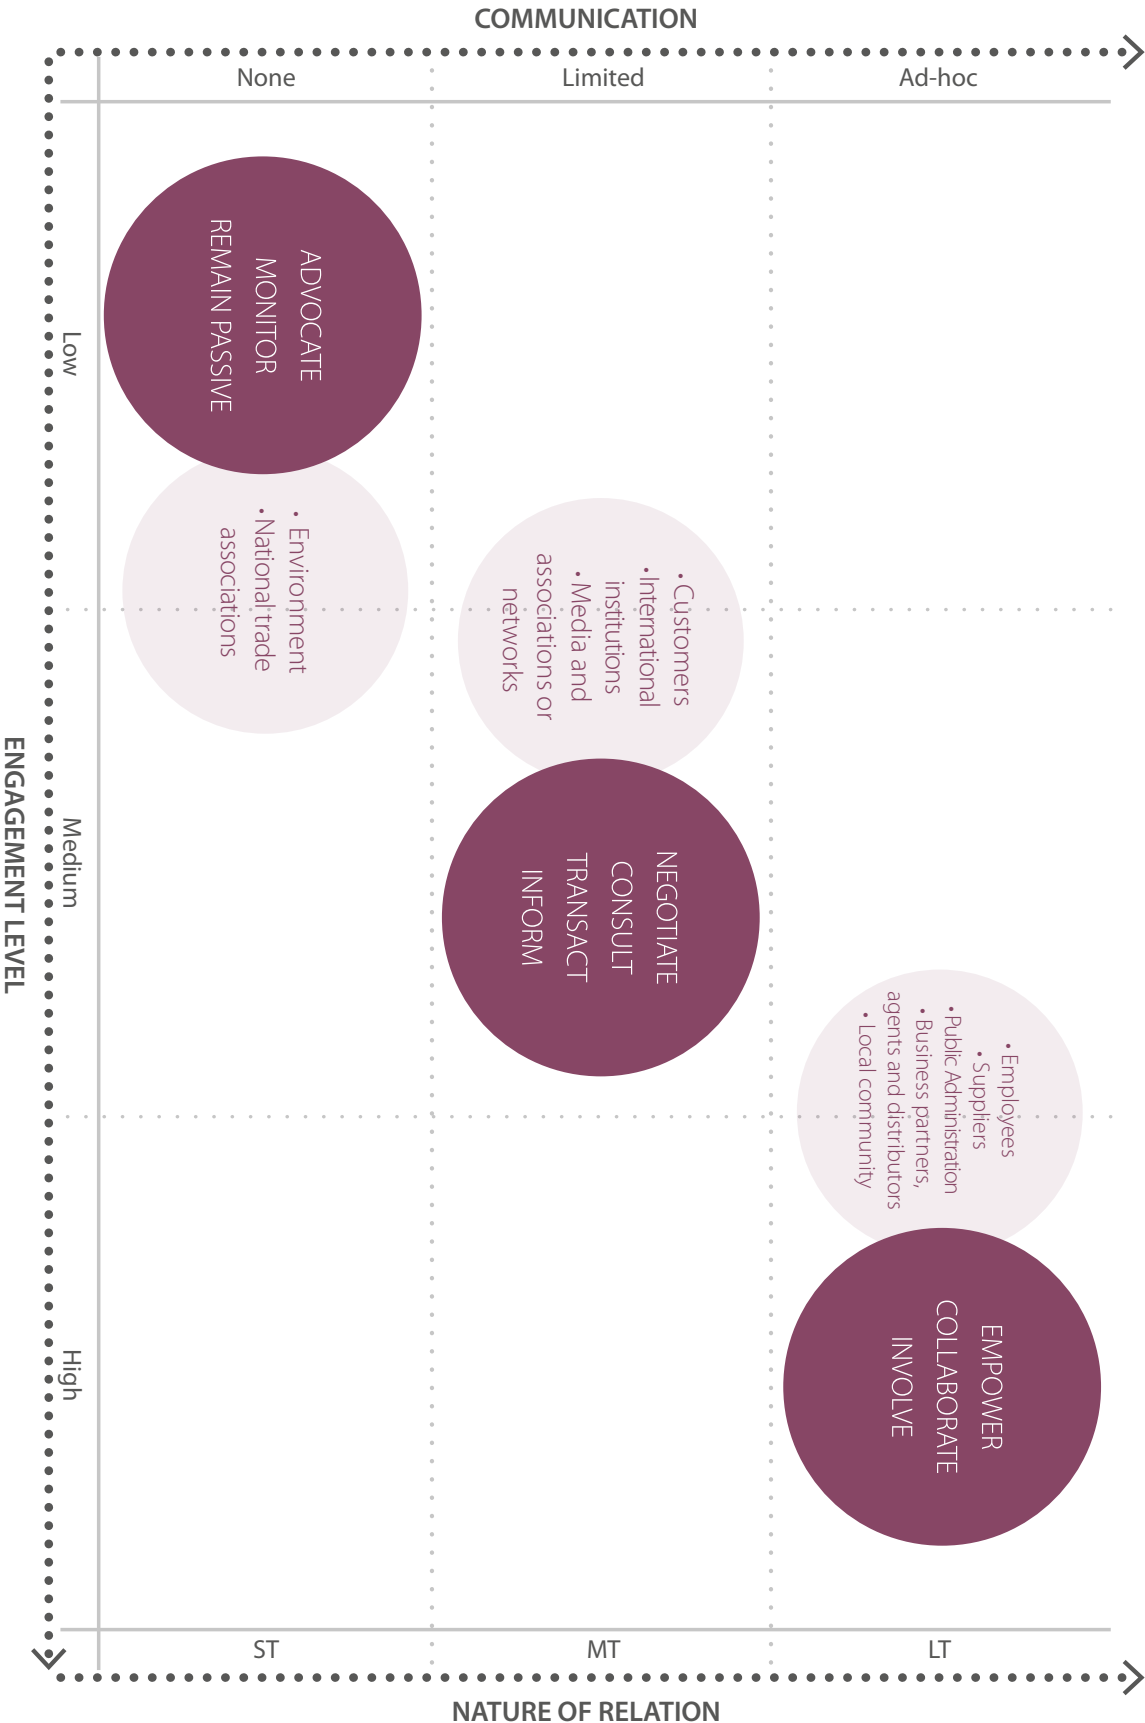 COMMUNICATION
None
Limited
Ad-hoc
ENGAGEMENT LEVEL
Low
Medium
High
ADVOCATE
MONITOR
REMAIN PASSIVE
• Environment
• National trade
associations
• Customers
• International
institutions
• Media and
associations or
networks
NEGOTIATE
CONSULT
TRANSACT
INFORM
• Employees
• Suppliers
• Public Administration
• Business partners,
agents and distributors
• Local community
EMPOWER
COLLABORATE
INVOLVE
ST
MT
LT
NATURE OF RELATION